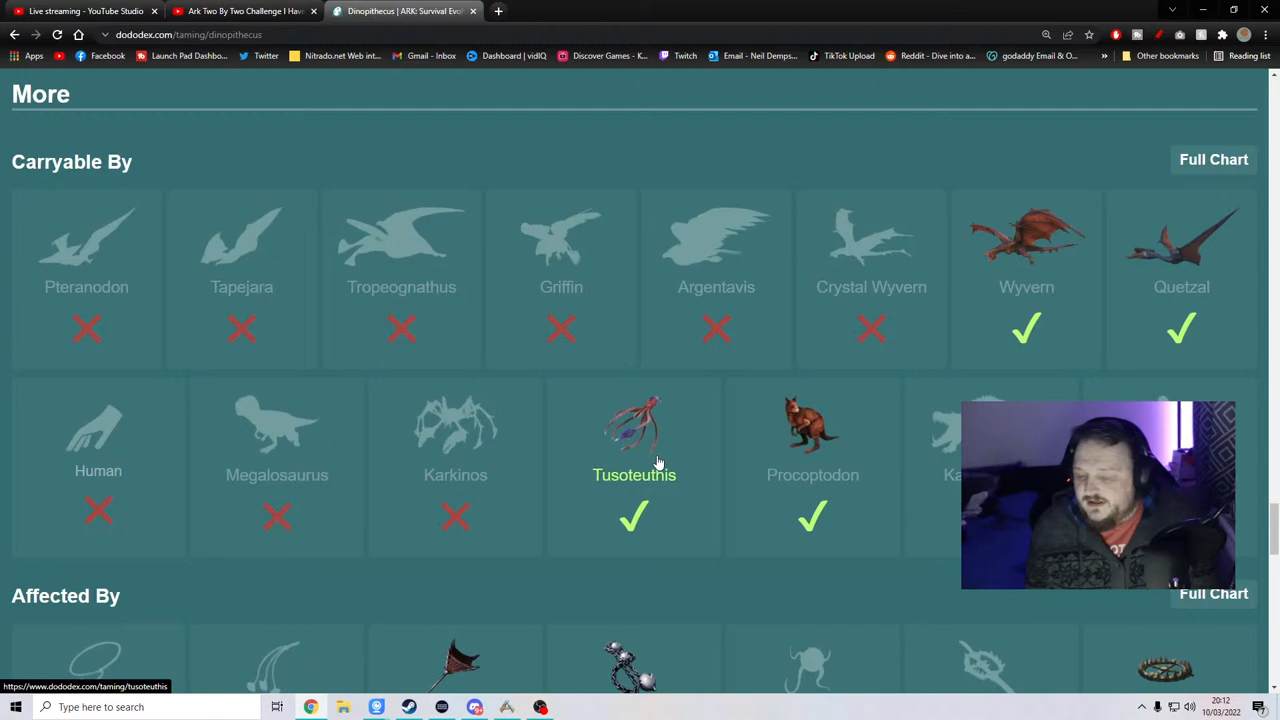 Live streaming - YouTube Studio
Ark Two By Two Challenge I Have
Dinopithecus | ARK: Survival Evol
dododex.com/taming/dinopithecus
Apps
Facebook
Launch Pad Dashbo...
Twitter
Nitrado.net Web int...
Gmail - Inbox
Dashboard | vidIQ
Discover Games - K...
Twitch
Email - Neil Demps...
TikTok Upload
Reddit - Dive into a...
godaddy Email & O...
Other bookmarks
Reading list
More
Carryable By
Full Chart
Pteranodon
Tapejara
Tropeognathus
Griffin
Argentavis
Crystal Wyvern
Wyvern
Quetzal
Human
Megalosaurus
Karkinos
Tusoteuthis
Procoptodon
Affected By
Full Chart
https://www.dododex.com/taming/tusoteuthis
Type here to search
20:12
10/03/2022
7